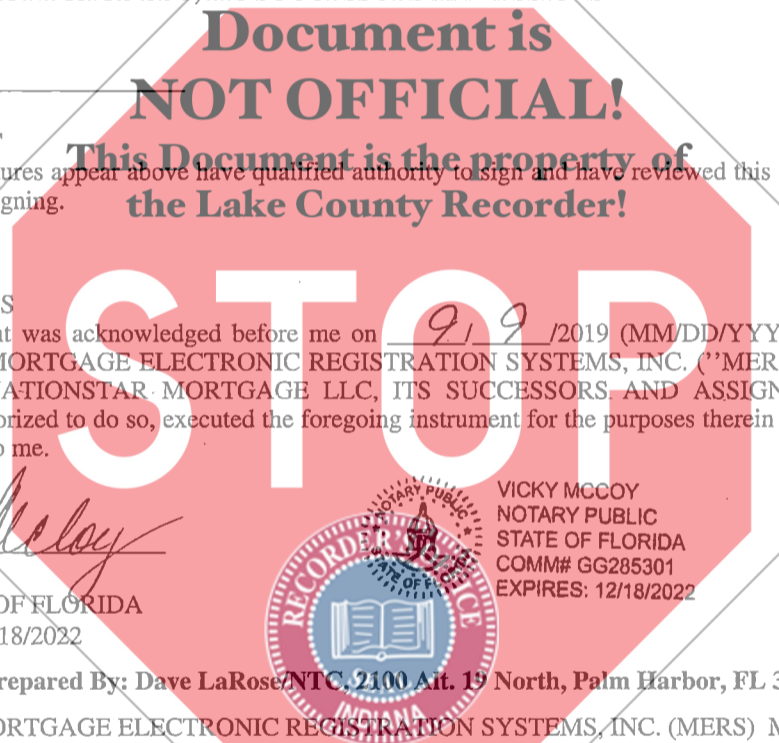 Document is
NOT OFFICIAL!
This Document is the property of
ures appear above have qualified authority to sign and have reviewed this
gning.
the Lake County Recorder!
STOP
S
t was acknowledged before me on 9/ 9 /2019 (MM/DD/YYY
MORTGAGE ELECTRONIC REGISTRATION SYSTEMS, INC. (''MER
NATIONSTAR MORTGAGE LLC, ITS SUCCESSORS AND ASSIGN
orized to do so, executed the foregoing instrument for the purposes therein
o me.
McCoy
NOTARY PUBLIC
STATE OF
VICKY MCCOY
NOTARY PUBLIC
STATE OF FLORIDA
COMM# GG285301
EXPIRES: 12/18/2022
RECORDER'S OFFICE
SEAL
INDIANA
OF FLORIDA
18/2022
repared By: Dave LaRose/NTC, 2100 Alt. 19 North, Palm Harbor, FL 3
ORTGAGE ELECTRONIC REGISTRATION SYSTEMS, INC. (MERS) M